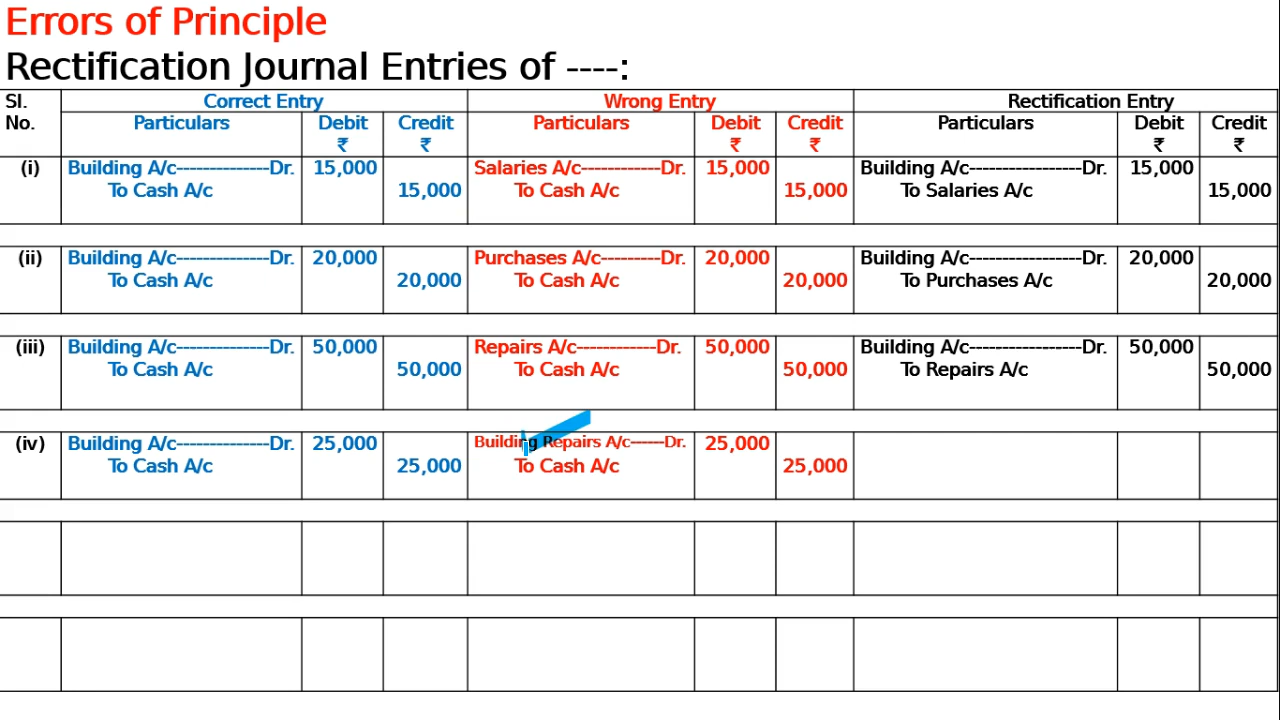 Errors of Principle
Rectification Journal Entries of ----:
Sl. No. Correct Entry Wrong Entry Rectification Entry
Particulars Debit ₹ Credit ₹ Particulars Debit ₹ Credit ₹ Particulars Debit ₹ Credit ₹
(i) Building A/c--------------Dr. 15,000 Salaries A/c------------Dr. 15,000 Building A/c-----------------Dr. 15,000
To Cash A/c 15,000 To Cash A/c 15,000 To Salaries A/c 15,000
(ii) Building A/c--------------Dr. 20,000 Purchases A/c---------Dr. 20,000 Building A/c-----------------Dr. 20,000
To Cash A/c 20,000 To Cash A/c 20,000 To Purchases A/c 20,000
(iii) Building A/c--------------Dr. 50,000 Repairs A/c------------Dr. 50,000 Building A/c-----------------Dr. 50,000
To Cash A/c 50,000 To Cash A/c 50,000 To Repairs A/c 50,000
(iv) Building A/c--------------Dr. 25,000 Building Repairs A/c------Dr. 25,000
To Cash A/c 25,000 To Cash A/c 25,000